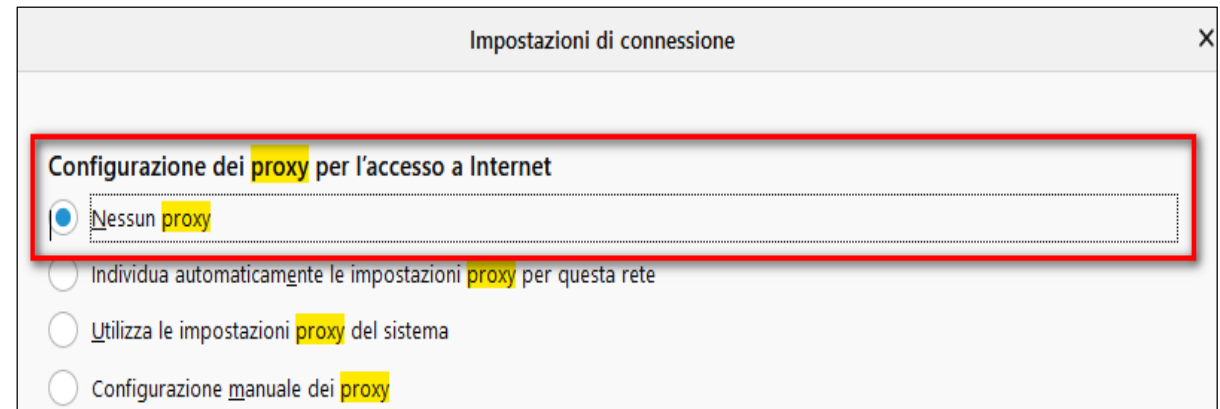 Impostazioni di connessione
Configurazione dei proxy per l'accesso a Internet
Nessun proxy
Individua automaticamente le impostazioni proxy per questa rete
Utilizza le impostazioni proxy del sistema
Configurazione manuale dei proxy